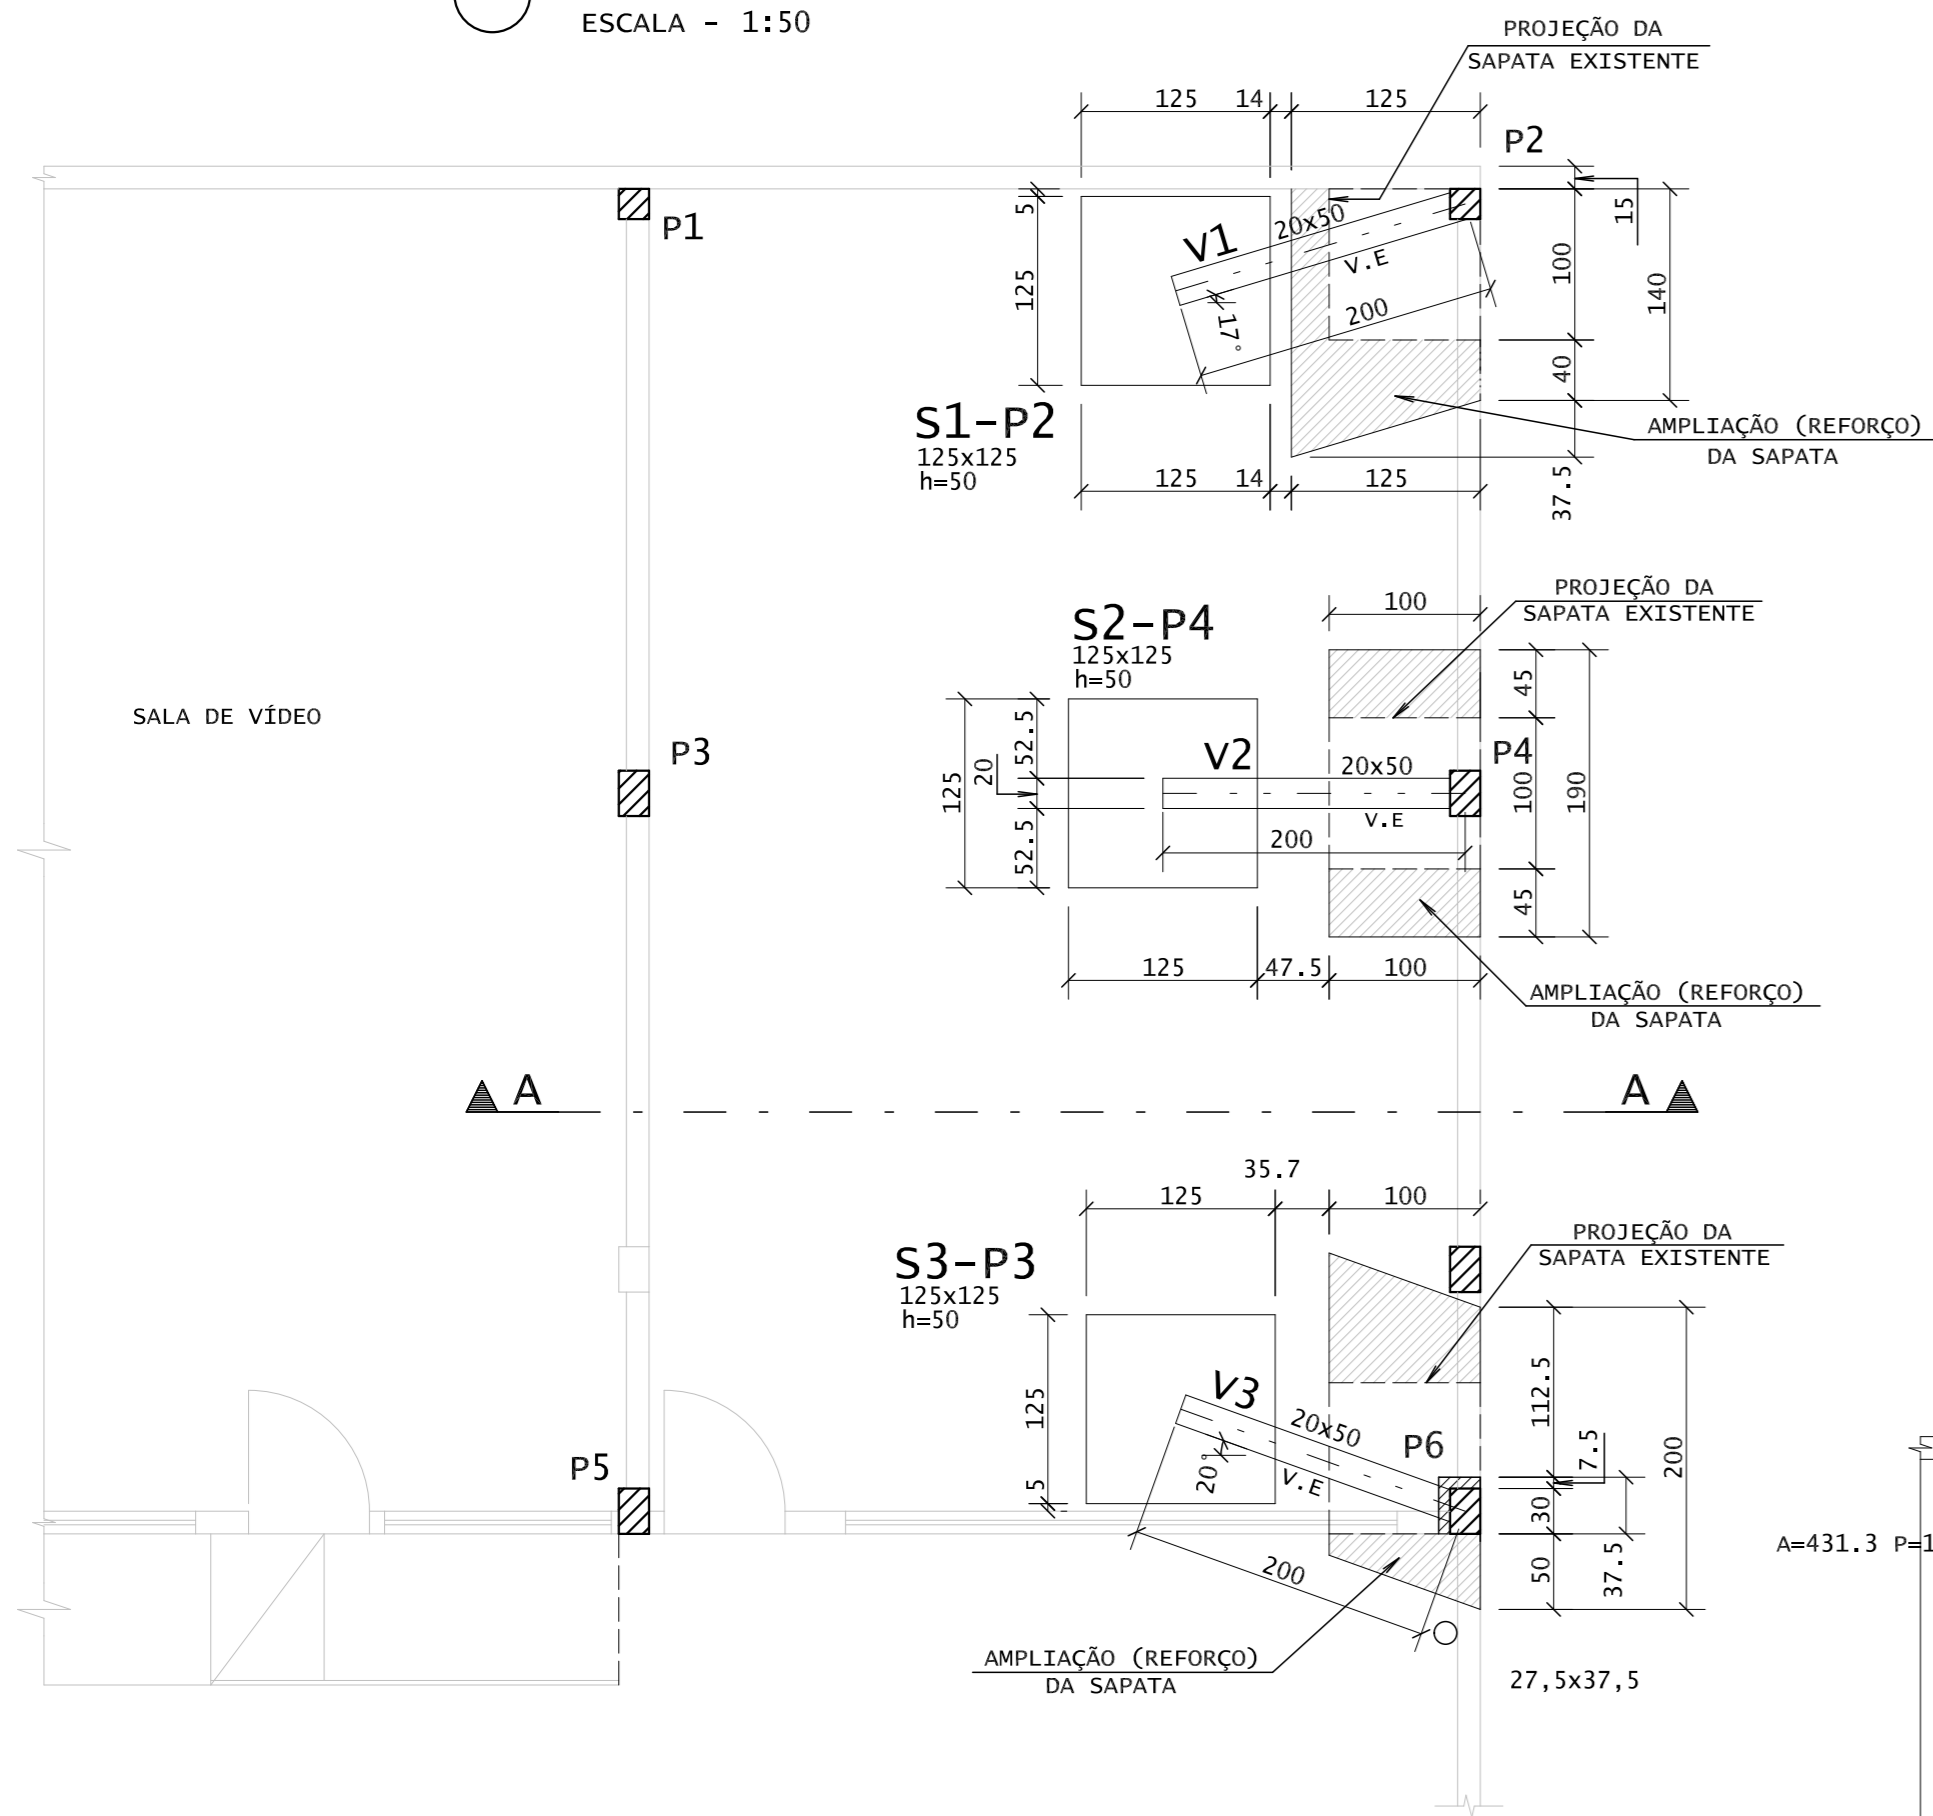 ESCALA - 1:50
PROJEÇÃO DA
SAPATA EXISTENTE
125 14 125
P2
15
5
P1
20x50
V1
V.E
100
140
125
200
17°
40
S1-P2
125x125
h=50
AMPLIAÇÃO (REFORÇO)
DA SAPATA
125 14 125
37.5
PROJEÇÃO DA
SAPATA EXISTENTE
100
S2-P4
125x125
h=50
45
SALA DE VÍDEO
52.5
P3
V2
P4
20x50
20
125
100
190
V.E
200
52.5
45
125 47.5 100
AMPLIAÇÃO (REFORÇO)
DA SAPATA
A A
35.7
125 100
PROJEÇÃO DA
SAPATA EXISTENTE
S3-P3
125x125
h=50
V3
112.5
125
20x50
P6
7.5
200
P5
20°
V.E
5
30
A=431.3 P=1
200
50
37.5
AMPLIAÇÃO (REFORÇO)
DA SAPATA
27,5x37,5